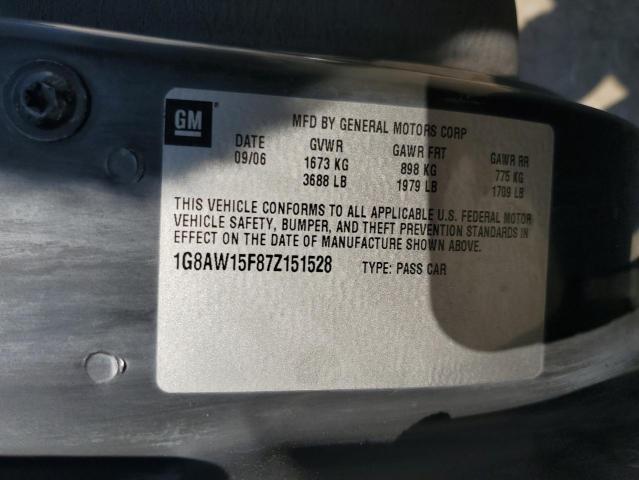 GM
MFD BY GENERAL MOTORS CORP
DATE GVWR GAWR FRT GAWR RR
09/06 1673 KG 898 KG 775 KG
3688 LB 1979 LB 1709 LB
THIS VEHICLE CONFORMS TO ALL APPLICABLE U.S. FEDERAL MOTOR
VEHICLE SAFETY, BUMPER, AND THEFT PREVENTION STANDARDS
IN EFFECT ON THE DATE OF MANUFACTURE SHOWN ABOVE.
1G8AW15F87Z151528 TYPE: PASS CAR